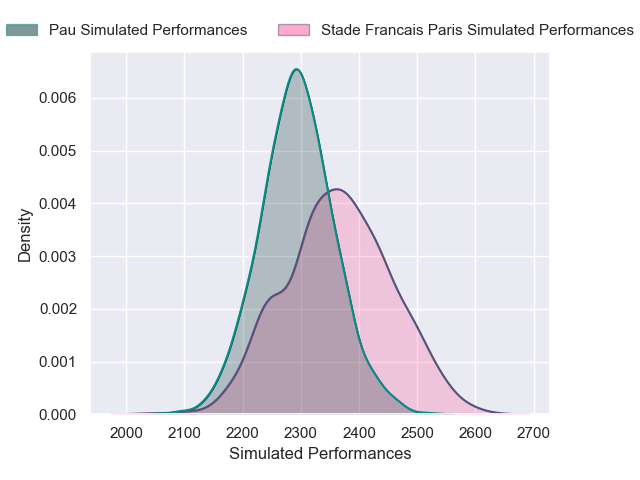 Pau Simulated Performances
Stade Francais Paris Simulated Performances
0.006
0.005
0.004
0.003
0.002
0.001
0.000
Density
2000 2100 2200 2300 2400 2500 2600 2700
Simulated Performances